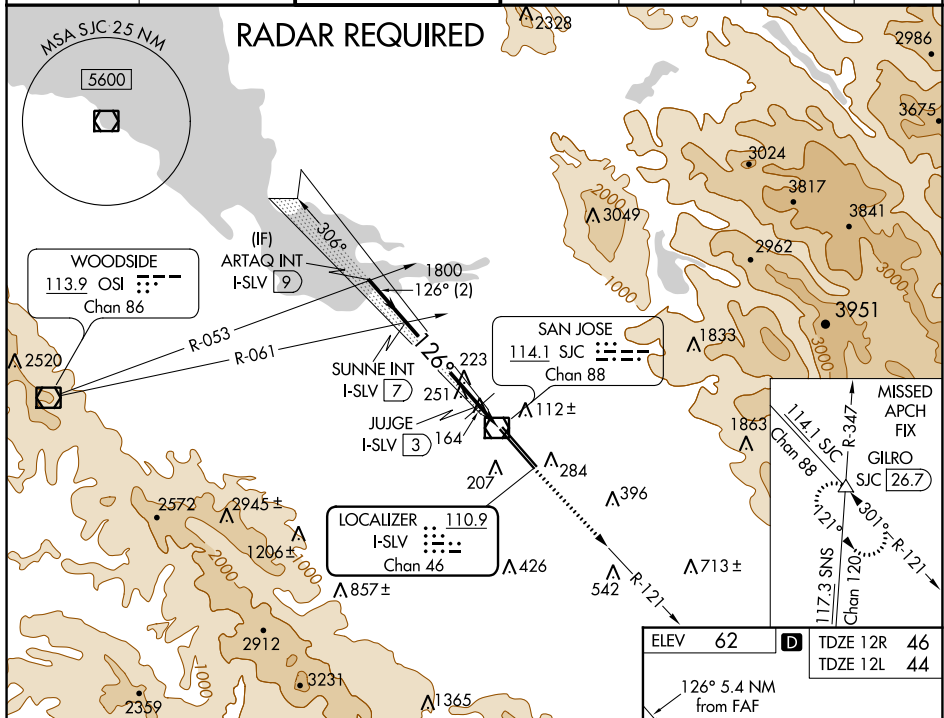 RADAR REQUIRED
MSA SJC 25 NM
5600
2328
2986
3675
3024
3817
3841
2000
3049
2962
1000
3000
3951
3000
(IF)
ARTAQ INT
I-SLV 9
306°
1800
126° (2)
WOODSIDE
113.9 OSI
Chan 86
R-053
R-061
2520
SUNNE INT
I-SLV 7
126°
223
251
JUJGE
I-SLV 3
164
SAN JOSE
114.1 SJC
Chan 88
112±
1833
1863
207
284
396
2572
2945±
1206±
1000
2000
LOCALIZER 110.9
I-SLV
Chan 46
857±
426
542
713±
R-121
MISSED
APCH
FIX
114.1 SJC
Chan 88
R-347
GILRO
SJC 26.7
121°
301°
R-121
117.3 SNS
Chan 120
2912
3231
1000
2359
1365
ELEV 62
D
TDZE 12R 46
TDZE 12L 44
126° 5.4 NM
from FAF